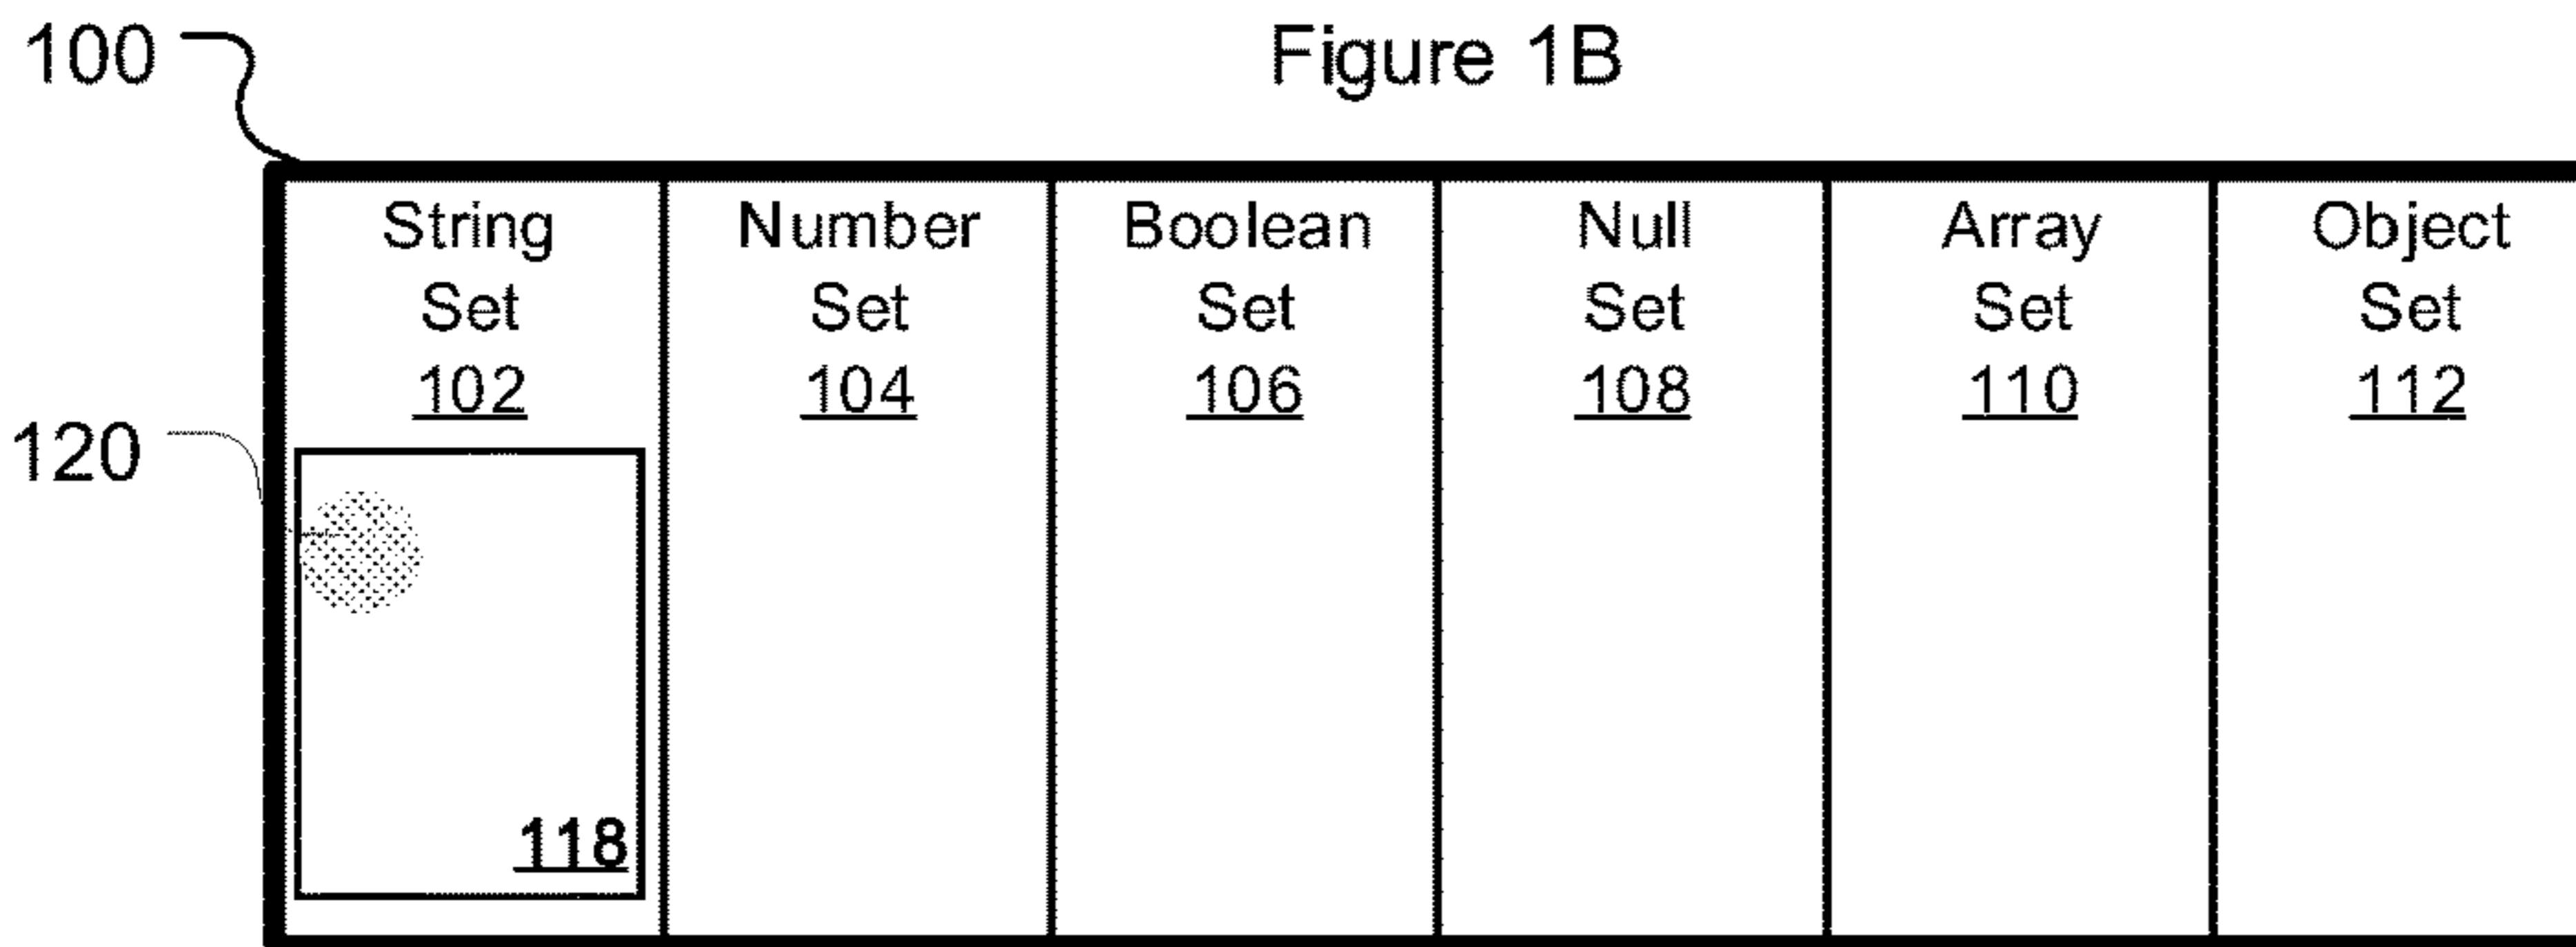 100
Figure 1B
String Set 102
Number Set 104
Boolean Set 106
Null Set 108
Array Set 110
Object Set 112
120
118